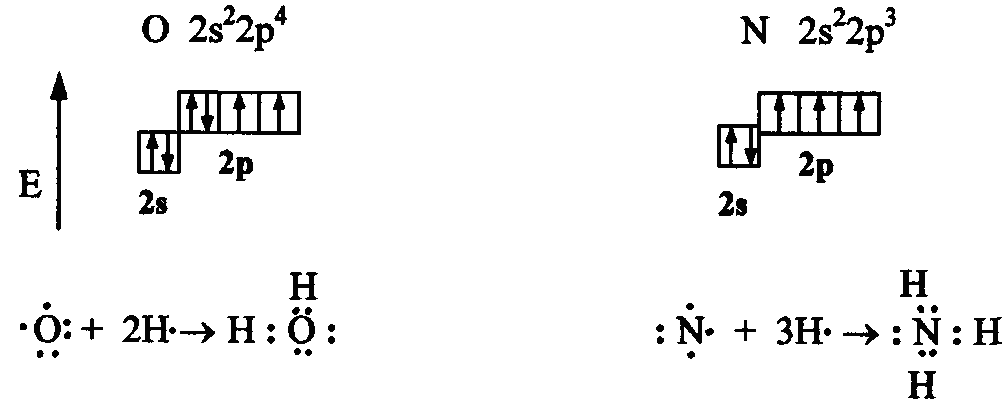 O 2s²2p⁴
N 2s²2p³
E
2p
2s
2p
2s
H
·Ȯ: + 2H· → H : Ö :
H
: Ṅ· + 3H· → : N̈ : H
H